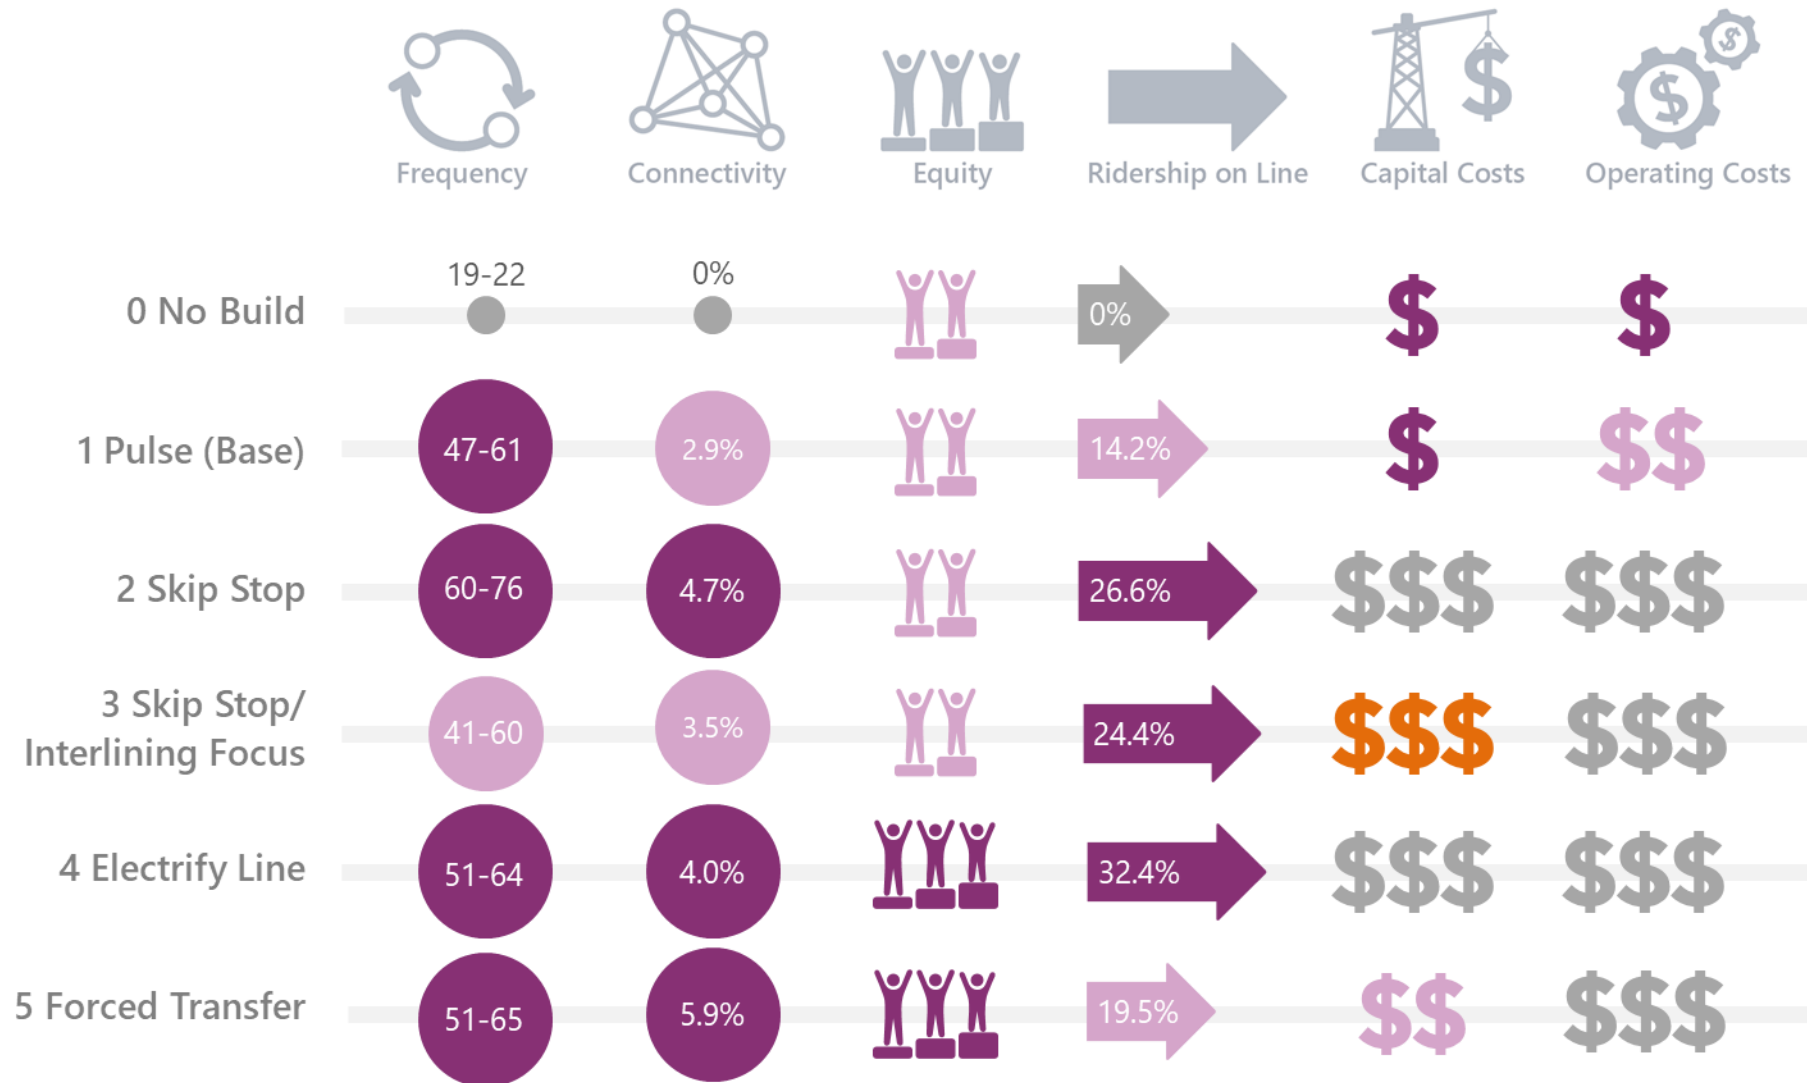 Frequency Connectivity Equity Ridership on Line Capital Costs Operating Costs
0 No Build 19-22 0% 0% $ $
1 Pulse (Base) 47-61 2.9% 14.2% $ $$
2 Skip Stop 60-76 4.7% 26.6% $$$ $$$
3 Skip Stop/
Interlining Focus 41-60 3.5% 24.4% $$$ $$$
4 Electrify Line 51-64 4.0% 32.4% $$$ $$$
5 Forced Transfer 51-65 5.9% 19.5% $$ $$$